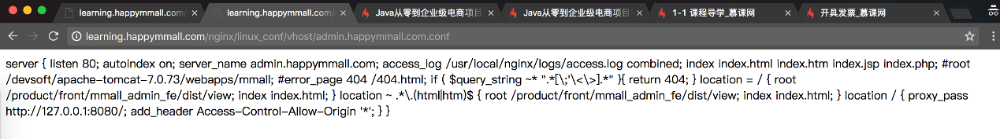 learning.happymmall.com/
learning.happymmall.com/
Java从零到企业级电商项目
Java从零到企业级电商项目
1-1 课程导学_慕课网
开具发票_慕课网
learning.happymmall.com/nginx/linux_conf/vhost/admin.happymmall.com.conf
server { listen 80; autoindex on; server_name admin.happymmall.com; access_log /usr/local/nginx/logs/access.log combined; index index.html index.htm index.jsp index.php; #root
/devsoft/apache-tomcat-7.0.73/webapps/mmall; #error_page 404 /404.html; if ( $query_string ~* ".*[\;'\<\>].*" ){ return 404; } location = / { root
/product/front/mmall_admin_fe/dist/view; index index.html; } location ~ .*\.(html|htm)$ { root /product/front/mmall_admin_fe/dist/view; index index.html; } location / { proxy_pass
http://127.0.0.1:8080/; add_header Access-Control-Allow-Origin '*'; } }